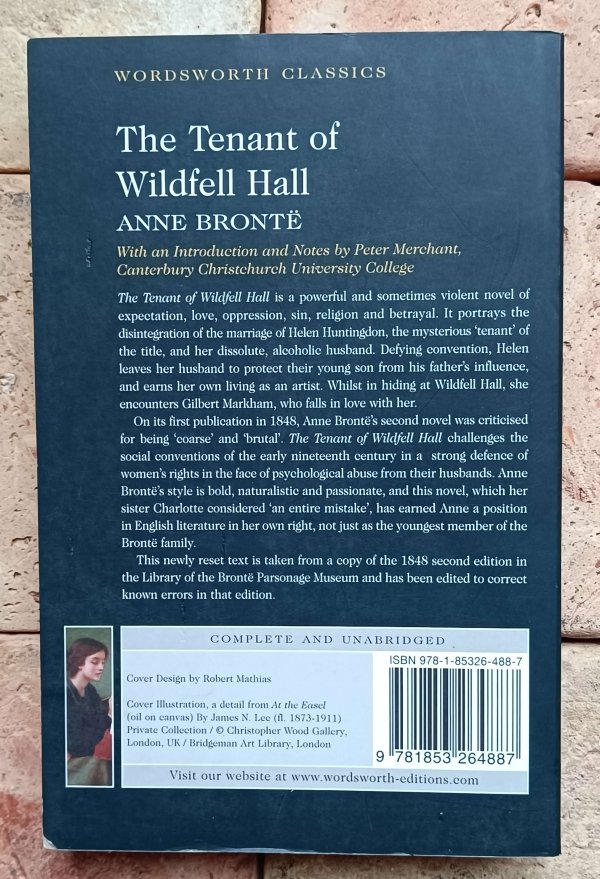 WORDSWORTH CLASSICS
The Tenant of
Wildfell Hall
ANNE BRONTË
With an Introduction and Notes by Peter Merchant,
Canterbury Christchurch University College
The Tenant of Wildfell Hall is a powerful and sometimes violent novel of
expectation, love, oppression, sin, religion and betrayal. It portrays the
disintegration of the marriage of Helen Huntingdon, the mysterious ‘tenant’ of
the title, and her dissolute, alcoholic husband. Defying convention, Helen
leaves her husband to protect their young son from his father’s influence,
and earns her own living as an artist. Whilst in hiding at Wildfell Hall, she
encounters Gilbert Markham, who falls in love with her.
On its first publication in 1848, Anne Brontë’s second novel was criticised
for being ‘coarse’ and ‘brutal’. The Tenant of Wildfell Hall challenges the
social conventions of the early nineteenth century in a strong defence of
women’s rights in the face of psychological abuse from their husbands. Anne
Brontë’s style is bold, naturalistic and passionate, and this novel, which her
sister Charlotte considered ‘an entire mistake’, has earned Anne a position
in English literature in her own right, not just as the youngest member of the
Brontë family.
This newly reset text is taken from a copy of the 1848 second edition in
the Library of the Brontë Parsonage Museum and has been edited to correct
known errors in that edition.
COMPLETE AND UNABRIDGED
Cover Design by Robert Mathias
Cover Illustration, a detail from At the Easel
(oil on canvas) By James N. Lee (fl. 1873-1911)
Private Collection / © Christopher Wood Gallery,
London, UK / Bridgeman Art Library, London
ISBN 978-1-85326-488-7
9 781853 264887
Visit our website at www.wordsworth-editions.com